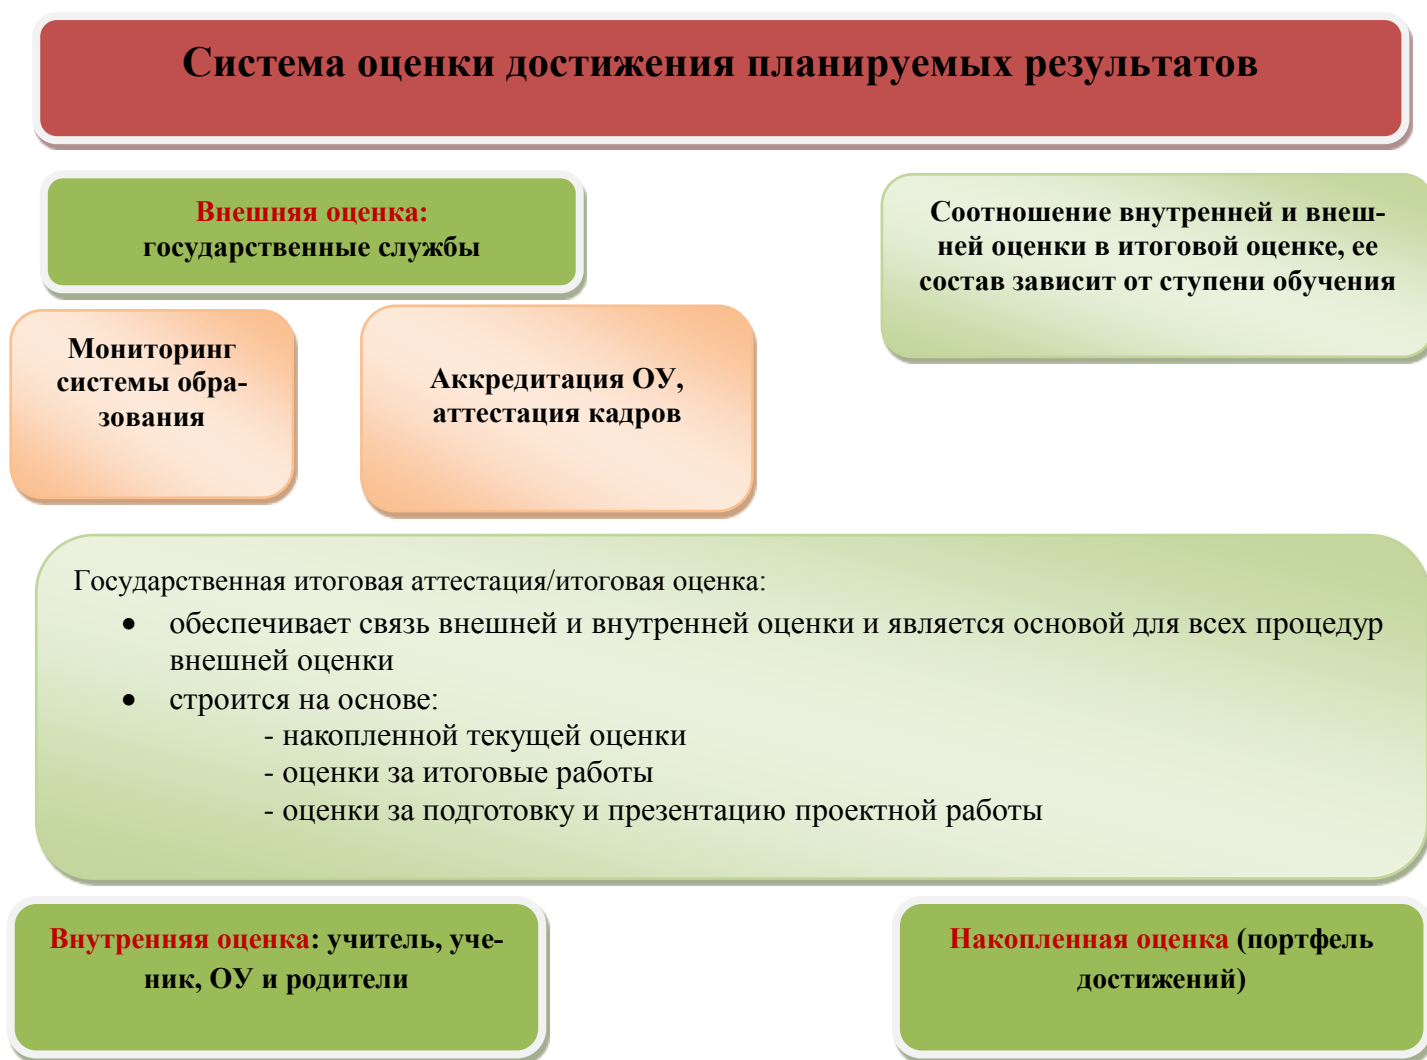 Система оценки достижения планируемых результатов
Внешняя оценка:
государственные службы
Соотношение внутренней и внеш-
ней оценки в итоговой оценке, ее
состав зависит от ступени обучения
Мониторинг
системы обра-
зования
Аккредитация ОУ,
аттестация кадров
Государственная итоговая аттестация/итоговая оценка:
• обеспечивает связь внешней и внутренней оценки и является основой для всех процедур
внешней оценки
• строится на основе:
- накопленной текущей оценки
- оценки за итоговые работы
- оценки за подготовку и презентацию проектной работы
Внутренняя оценка: учитель, уче-
ник, ОУ и родители
Накопленная оценка (портфель
достижений)